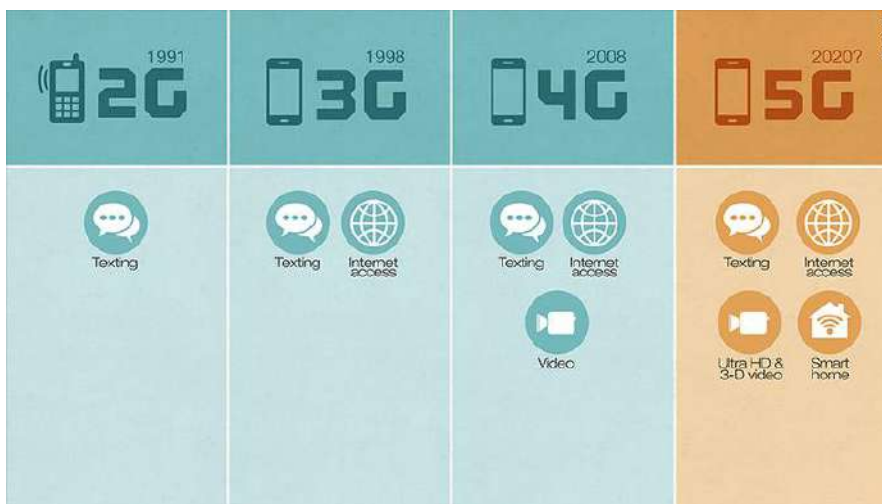 1991
2G
1998
3G
2008
4G
2020?
5G
Texting
Texting
Internet
access
Texting
Internet
access
Video
Texting
Internet
access
Ultra HD &
3-D video
Smart
home